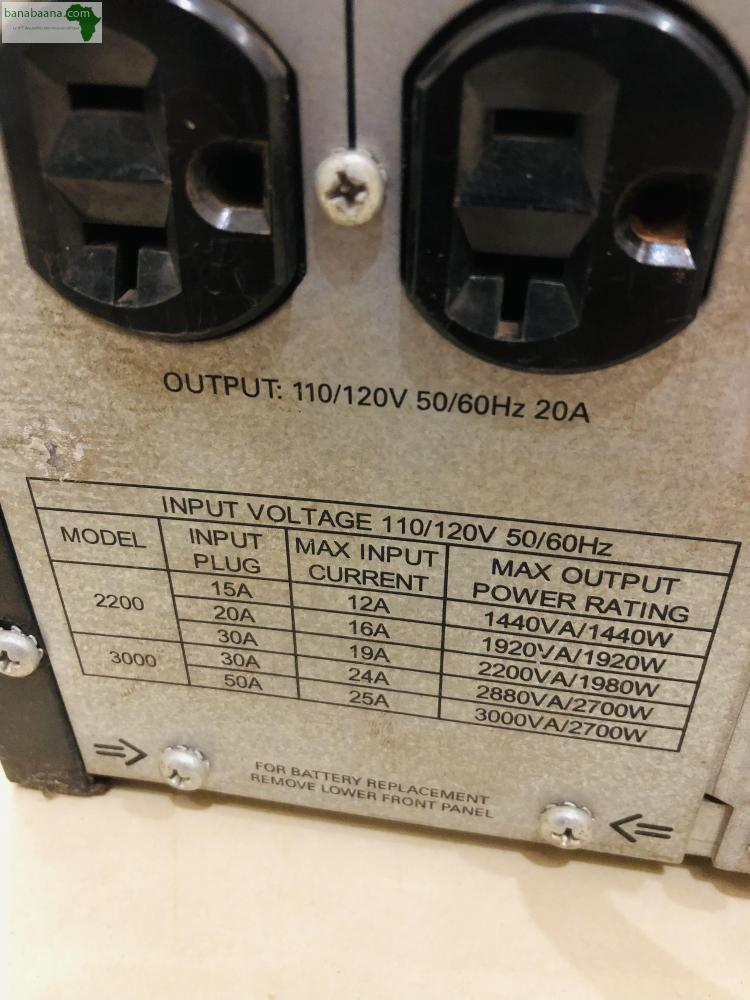 banabaana.com
OUTPUT: 110/120V 50/60Hz 20A
INPUT VOLTAGE 110/120V 50/60Hz
MODEL INPUT PLUG MAX INPUT CURRENT MAX OUTPUT POWER RATING
2200 15A 12A 1440VA/1440W
20A 16A 1920VA/1920W
30A 19A 2200VA/1980W
3000 30A 24A 2880VA/2700W
50A 25A 3000VA/2700W
FOR BATTERY REPLACEMENT
REMOVE LOWER FRONT PANEL